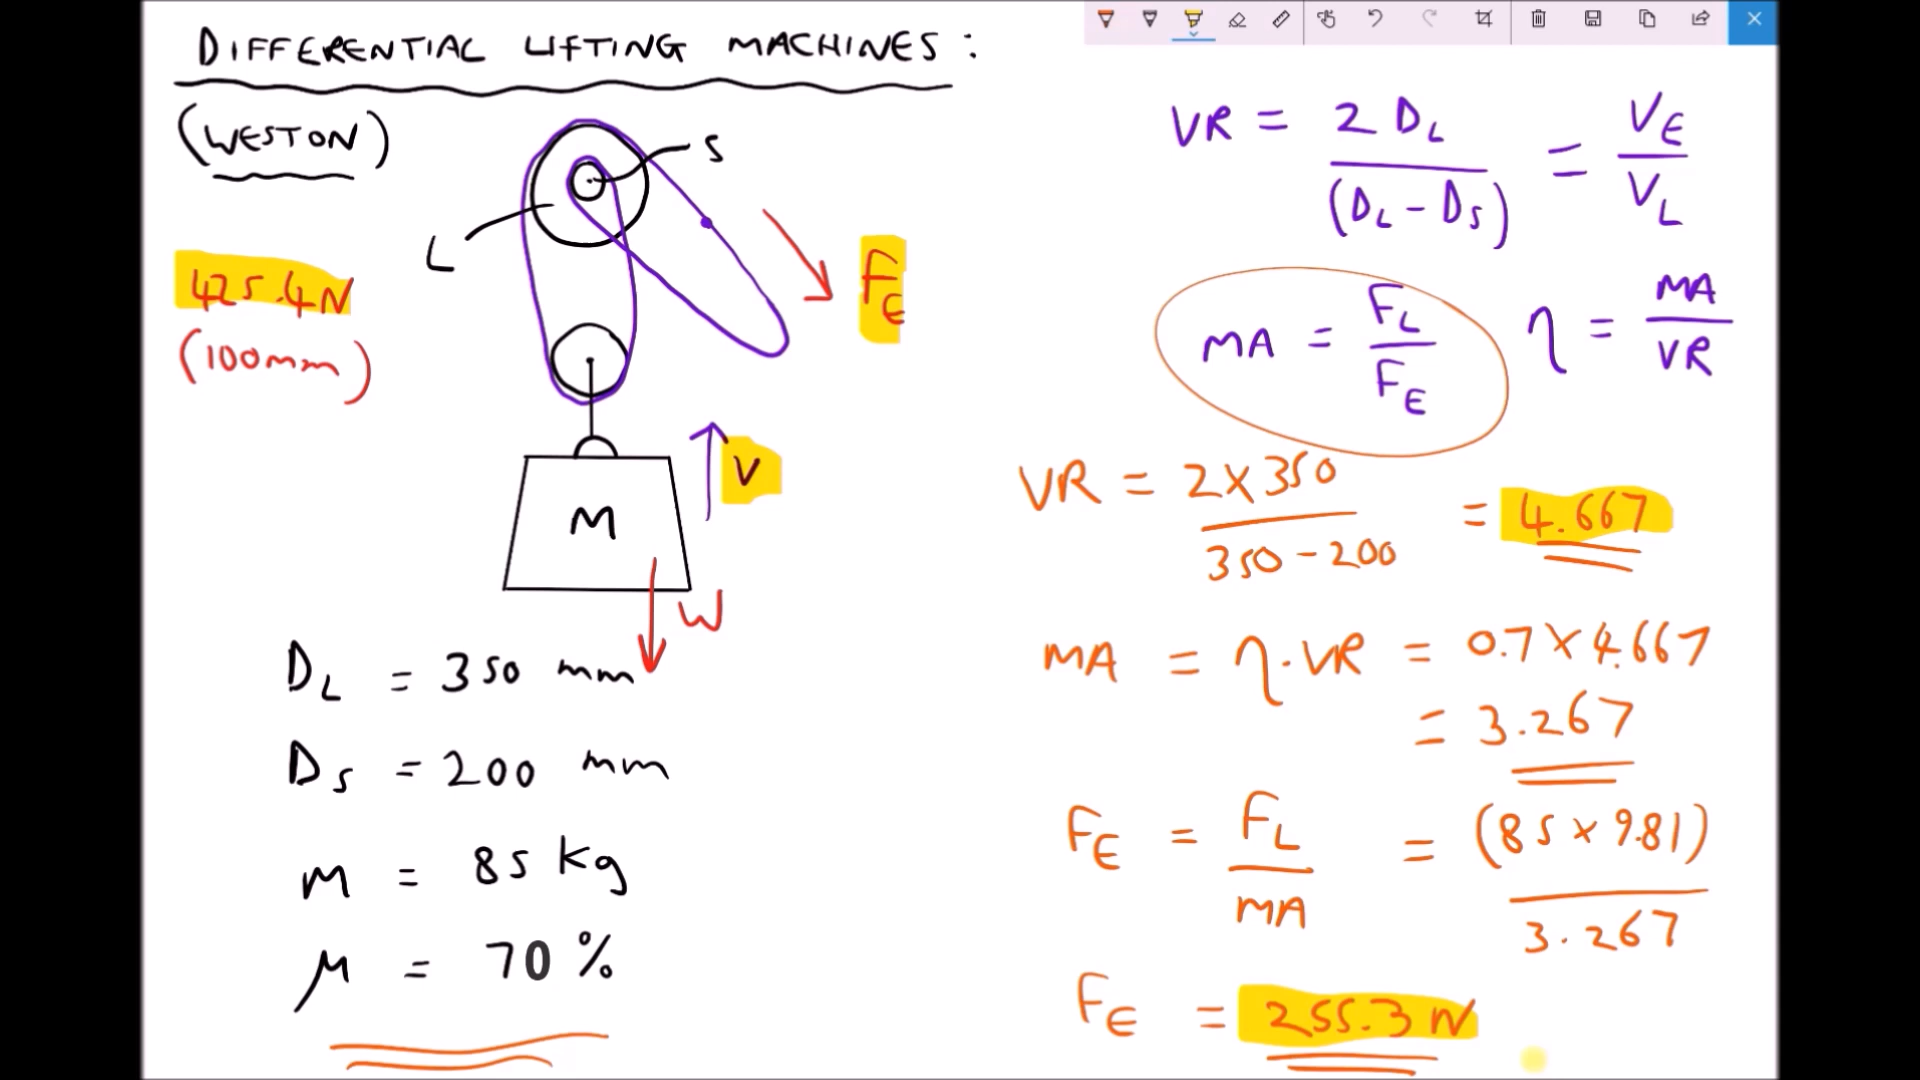 DIFFERENTIAL LIFTING MACHINES:
(WESTON)
S
L
425.4N
(100mm)
FE
V
M
W
DL = 350 mm
DS = 200 mm
m = 85 kg
μ = 70 %
VR = 2 DL / (DL - DS) = VE / VL
MA = FL / FE
η = MA / VR
VR = 2 x 350 / 350 - 200 = 4.667
MA = η · VR = 0.7 x 4.667
= 3.267
FE = FL / MA = (85 x 9.81) / 3.267
FE = 255.3 N